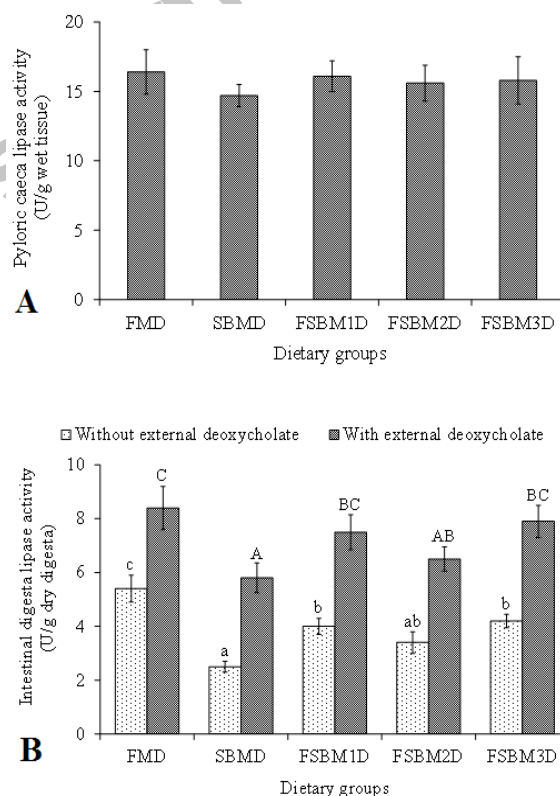 20
15
10
5
0
Pyloric caeca lipase activity
(U/g wet tissue)
A
FMD SBMD FSBM1D FSBM2D FSBM3D
Dietary groups
Without external deoxycholate With external deoxycholate
10
8
6
4
2
0
Intestinal digesta lipase activity
(U/g dry digesta)
c C a A b BC ab AB b BC
B
FMD SBMD FSBM1D FSBM2D FSBM3D
Dietary groups